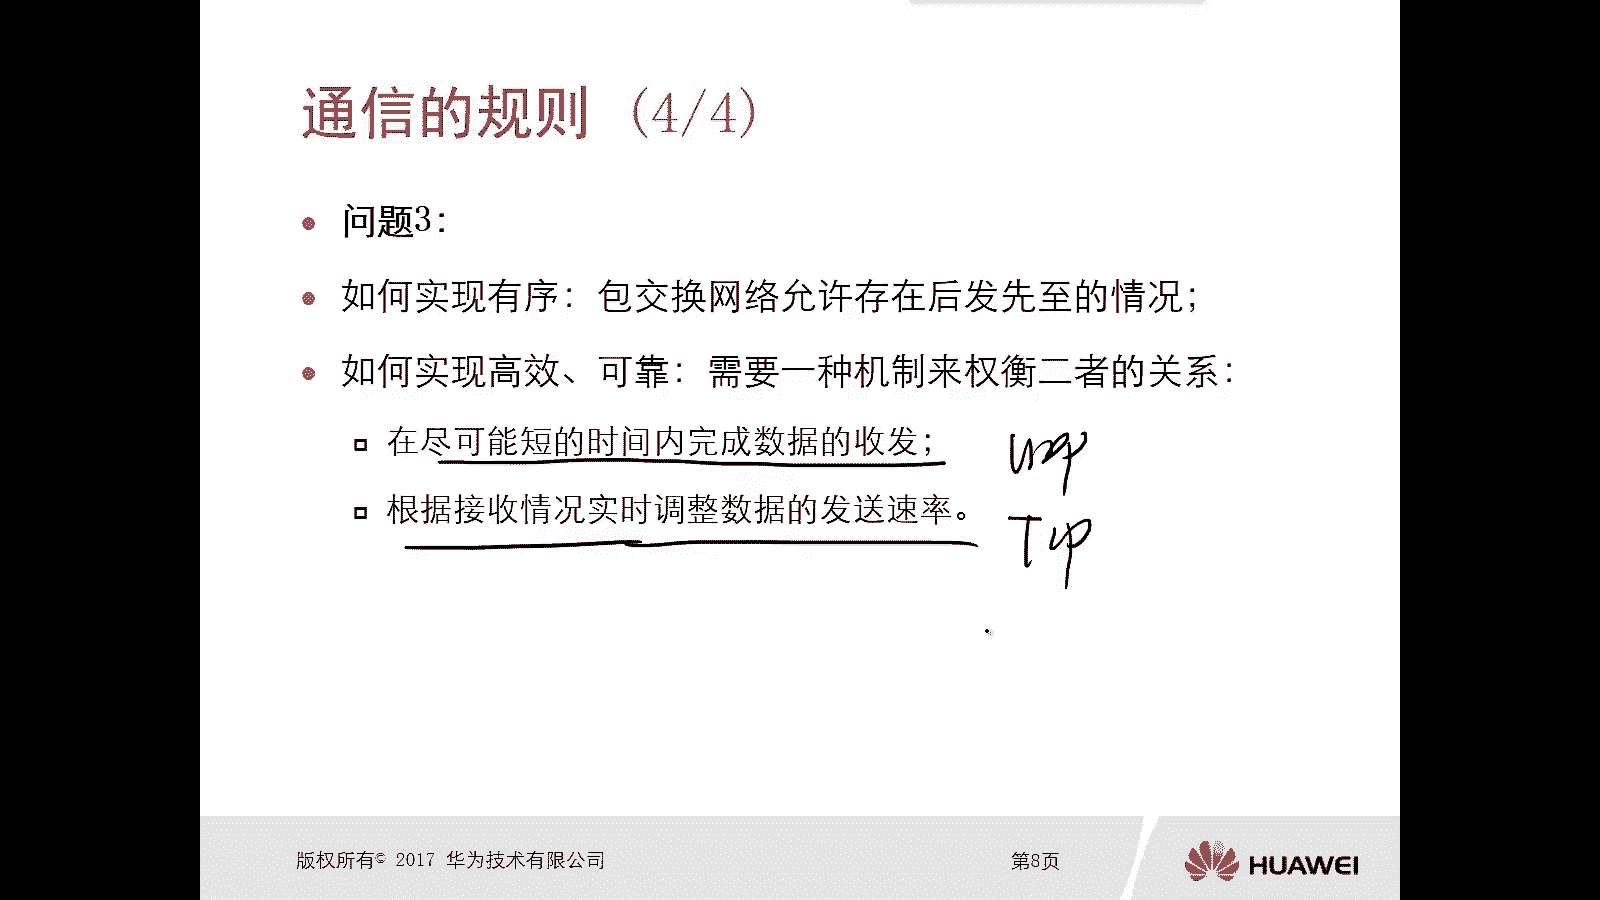 通信的规则 (4/4)
问题3：
如何实现有序：包交换网络允许存在后发先至的情况；
如何实现高效、可靠：需要一种机制来权衡二者的关系：
在尽可能短的时间内完成数据的收发；
UDP
根据接收情况实时调整数据的发送速率。
TCP
版权所有© 2017 华为技术有限公司
第8页
HUAWEI